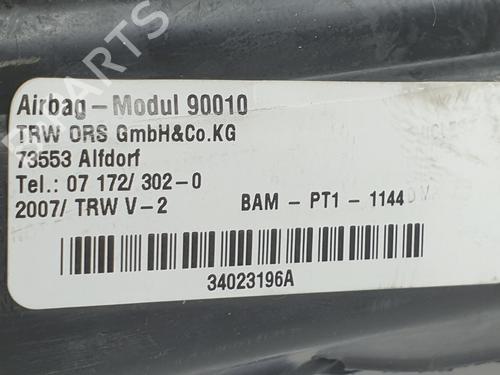 Airbag - Modul 90010
TRW ORS GmbH&Co.KG
73553 Alfdorf
Tel.: 07 172/ 302-0
2007/ TRW V-2 BAM - PT1 - 1144
34023196A